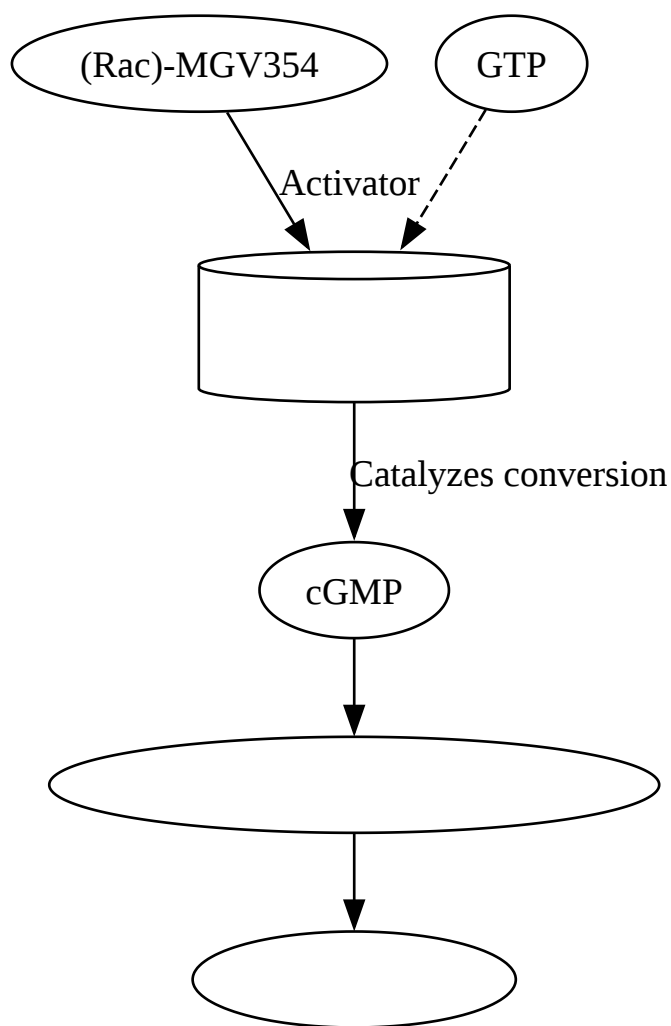 (Rac)-MGV354
GTP
Activator
Catalyzes conversion
cGMP